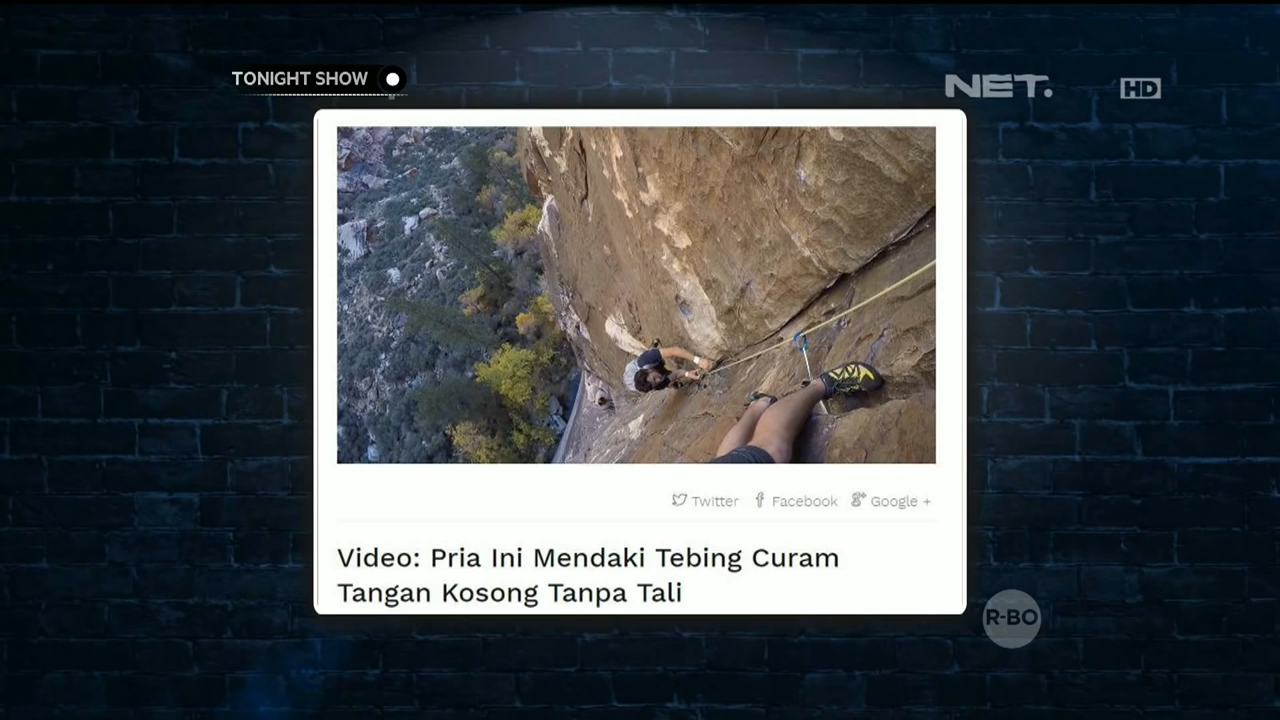 TONIGHT SHOW
NET.
HD
Twitter Facebook Google +
Video: Pria Ini Mendaki Tebing Curam
Tangan Kosong Tanpa Tali
R-BO